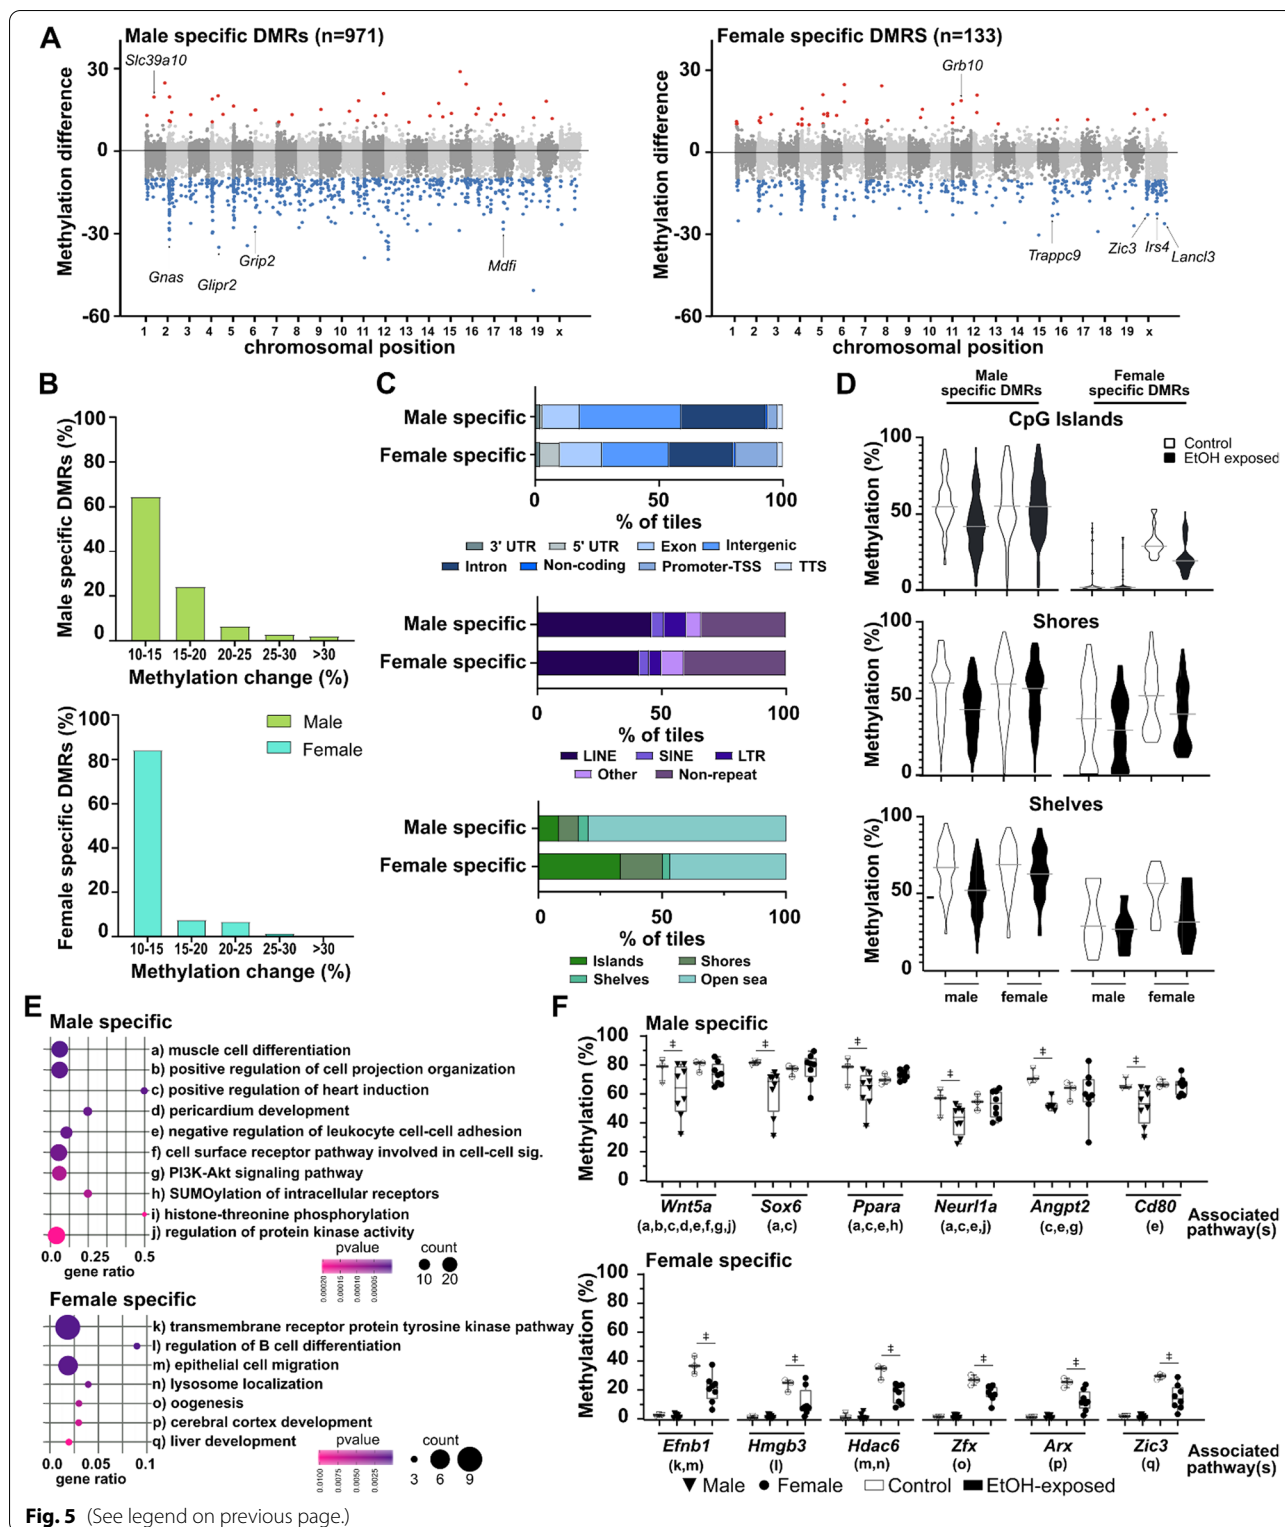 A
Male specific DMRs (n=971)
Slc39a10
30
0
-30
-60
Methylation difference
Gnas
Glipr2
Grip2
Mdfi
1 2 3 4 5 6 7 8 9 10 11 12 13 14 15 16 17 18 19 x
chromosomal position
Female specific DMRS (n=133)
Grb10
30
0
-30
-60
Methylation difference
Trappc9
Zic3
Irs4
Lancl3
1 2 3 4 5 6 7 8 9 10 11 12 13 14 15 16 17 18 19 x
chromosomal position
B
Male specific DMRs (%)
100
80
60
40
20
0
10-15 15-20 20-25 25-30 >30
Methylation change (%)
Female specific DMRs (%)
100
80
60
40
20
0
Male
Female
10-15 15-20 20-25 25-30 >30
Methylation change (%)
C
Male specific
Female specific
0 50 100
% of tiles
3' UTR 5' UTR Exon Intergenic
Intron Non-coding Promoter-TSS TTS
Male specific
Female specific
0 50 100
% of tiles
LINE SINE LTR
Other Non-repeat
Male specific
Female specific
0 50 100
% of tiles
Islands Shores
Shelves Open sea
D
Male specific DMRs
Female specific DMRs
CpG Islands
Control
EtOH exposed
Methylation (%)
100
50
0
Shores
Methylation (%)
100
50
0
Shelves
Methylation (%)
100
50
0
male female male female
E
Male specific
a) muscle cell differentiation
b) positive regulation of cell projection organization
c) positive regulation of heart induction
d) pericardium development
e) negative regulation of leukocyte cell-cell adhesion
f) cell surface receptor pathway involved in cell-cell sig.
g) PI3K-Akt signaling pathway
h) SUMOylation of intracellular receptors
i) histone-threonine phosphorylation
j) regulation of protein kinase activity
0.0 0.25 0.5
gene ratio
pvalue
0.00020 0.00015 0.00010 0.00005
count
10 20
Female specific
k) transmembrane receptor protein tyrosine kinase pathway
l) regulation of B cell differentiation
m) epithelial cell migration
n) lysosome localization
o) oogenesis
p) cerebral cortex development
q) liver development
0.0 0.05 0.1
gene ratio
pvalue
0.0100 0.0075 0.0050 0.0025
count
3 6 9
F
Male specific
Methylation (%)
100
80
60
40
20
0
‡ ‡ ‡ ‡ ‡ ‡
Wnt5a Sox6 Ppara Neurl1a Angpt2 Cd80
(a,b,c,d,e,f,g,j) (a,c) (a,c,e,h) (a,c,e,j) (c,e,g) (e)
Associated pathway(s)
Female specific
Methylation (%)
100
80
60
40
20
0
‡ ‡ ‡ ‡ ‡ ‡
Efnb1 Hmgb3 Hdac6 Zfx Arx Zic3
(k,m) (l) (m,n) (o) (p) (q)
Associated pathway(s)
Male Female Control EtOH-exposed
Fig. 5 (See legend on previous page.)